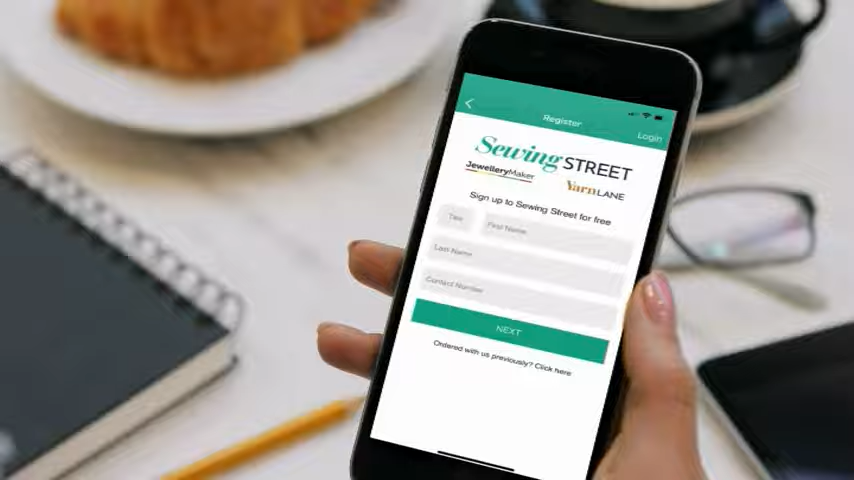 Register
Login
Sewing STREET
JewelleryMaker
YarnLANE
Sign up to Sewing Street for free
First Name
Last Name
Contact Number
NEXT
Ordered with us previously? Click here